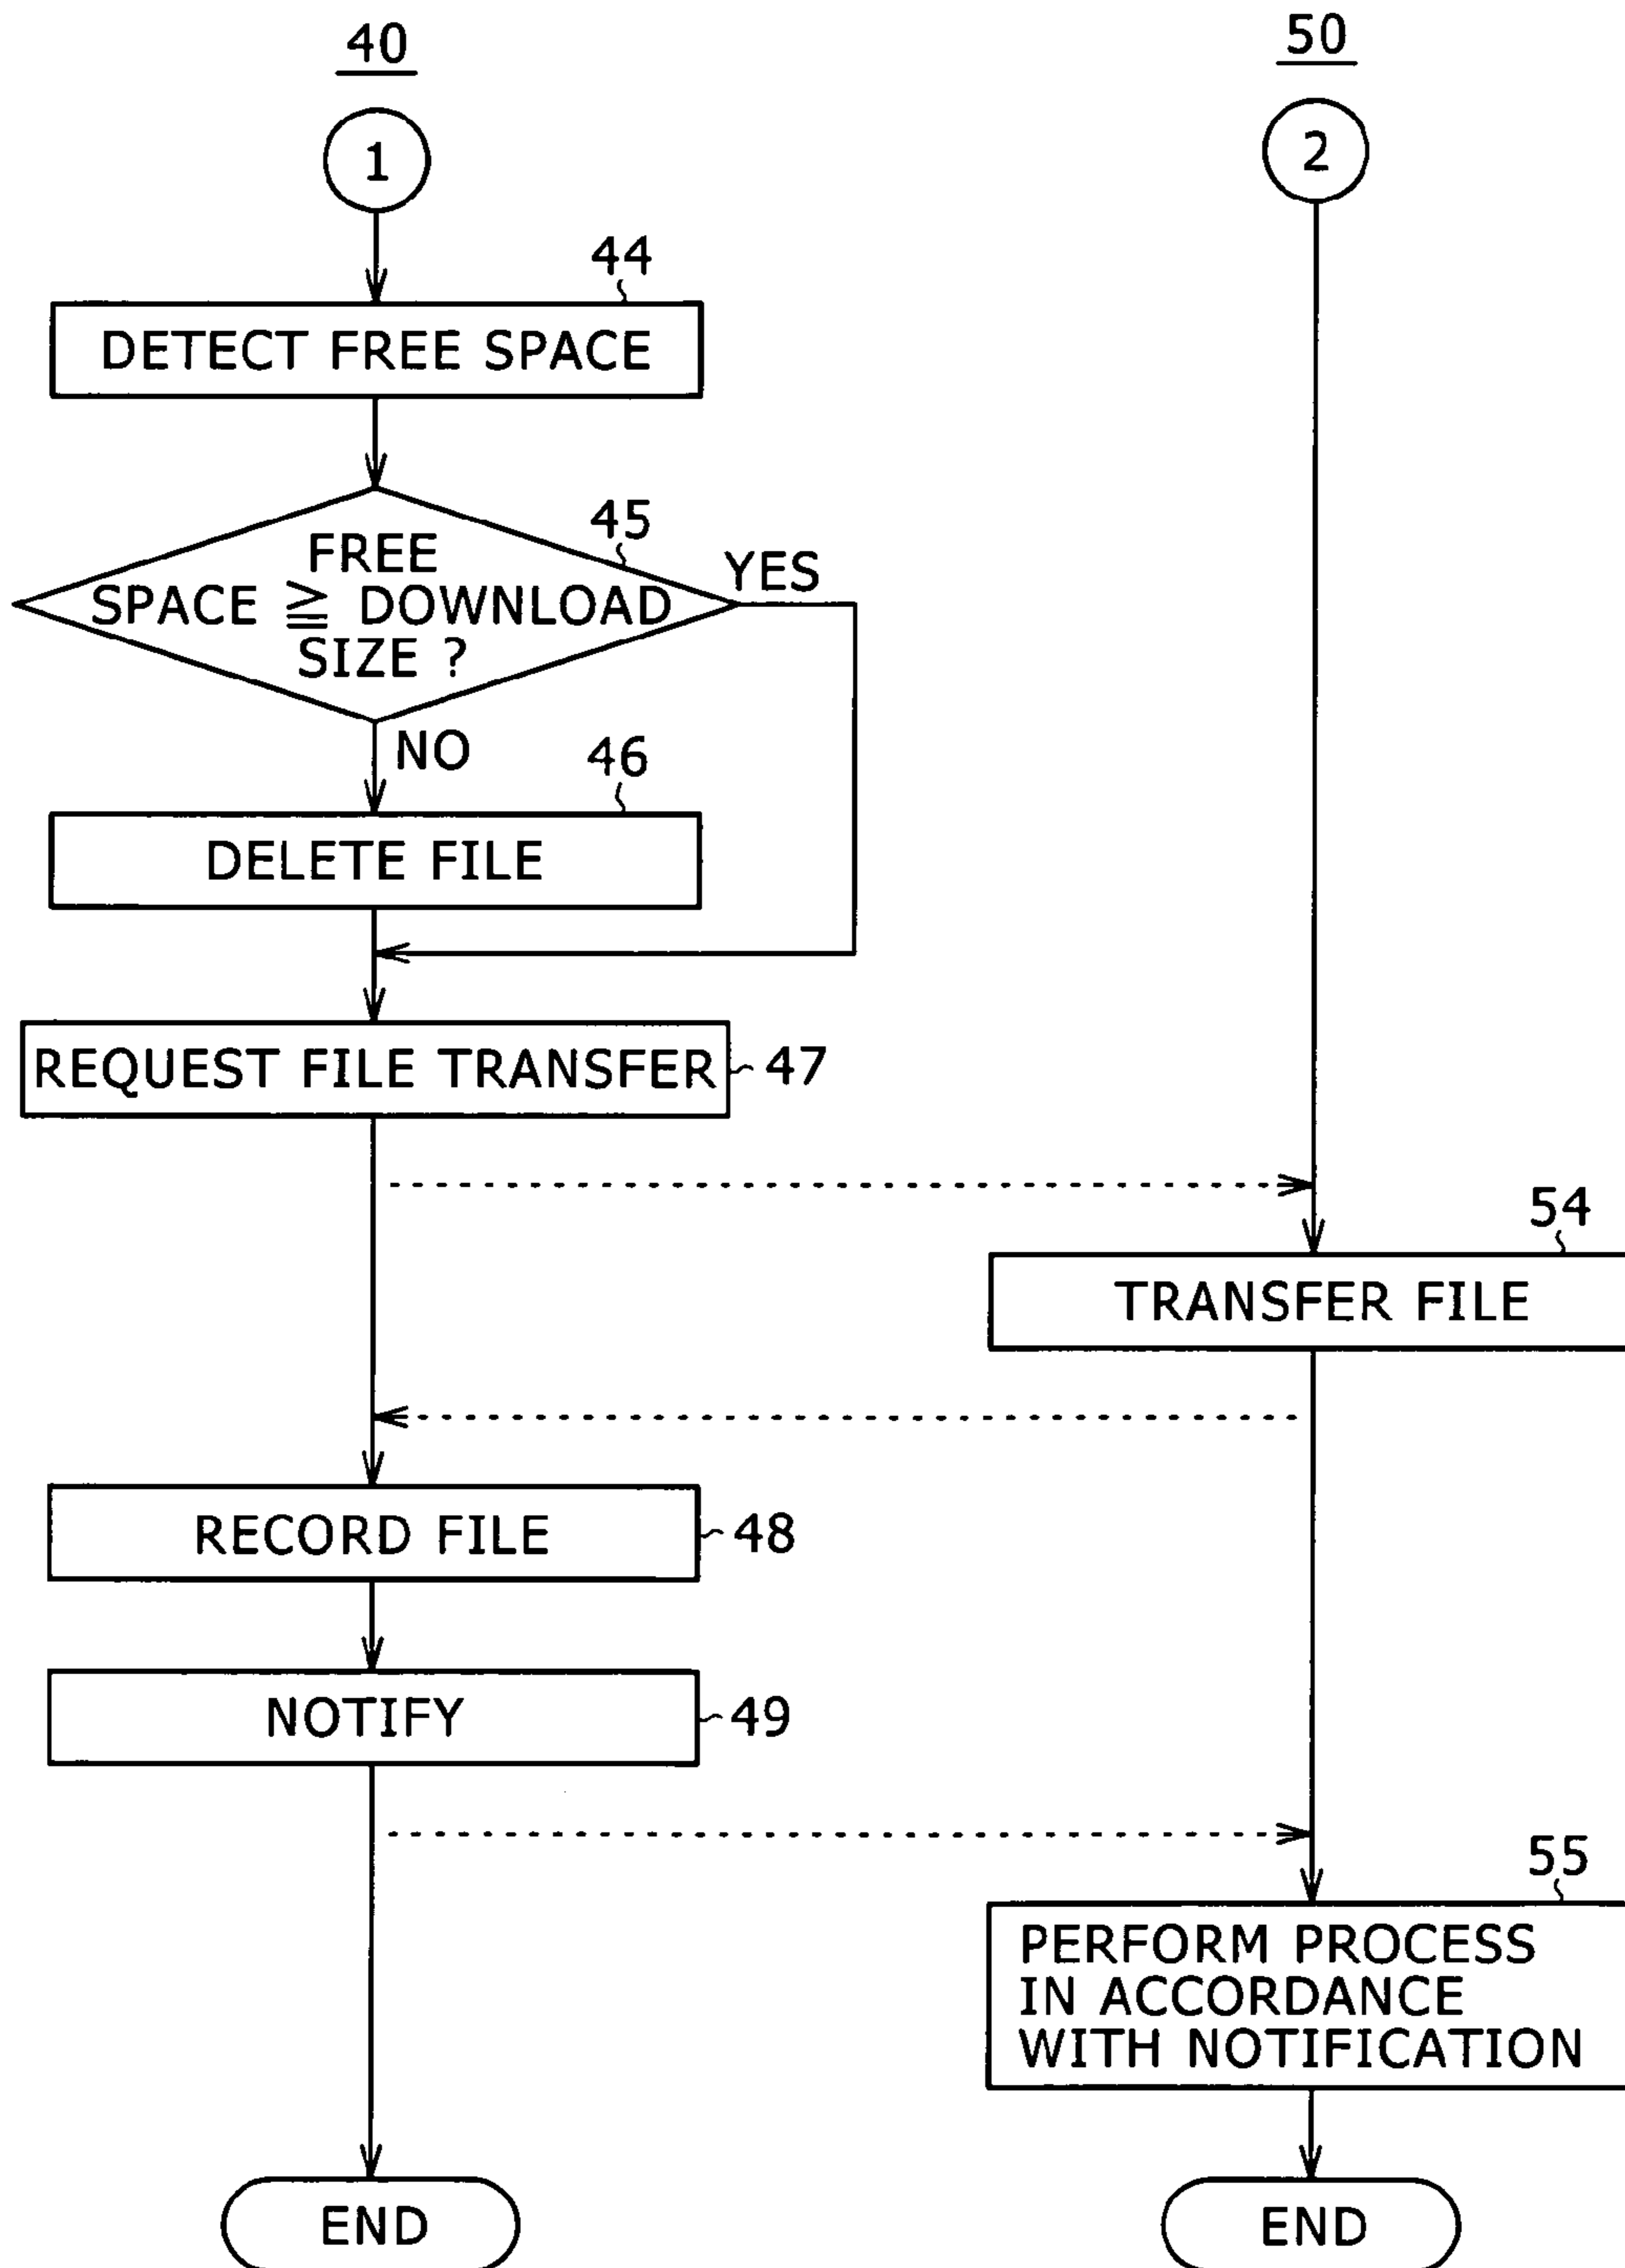 40
50
1
2
44
DETECT FREE SPACE
45
FREE
SPACE ≧ DOWNLOAD
SIZE ?
YES
NO
46
DELETE FILE
REQUEST FILE TRANSFER
47
54
TRANSFER FILE
RECORD FILE
48
NOTIFY
49
55
PERFORM PROCESS
IN ACCORDANCE
WITH NOTIFICATION
END
END